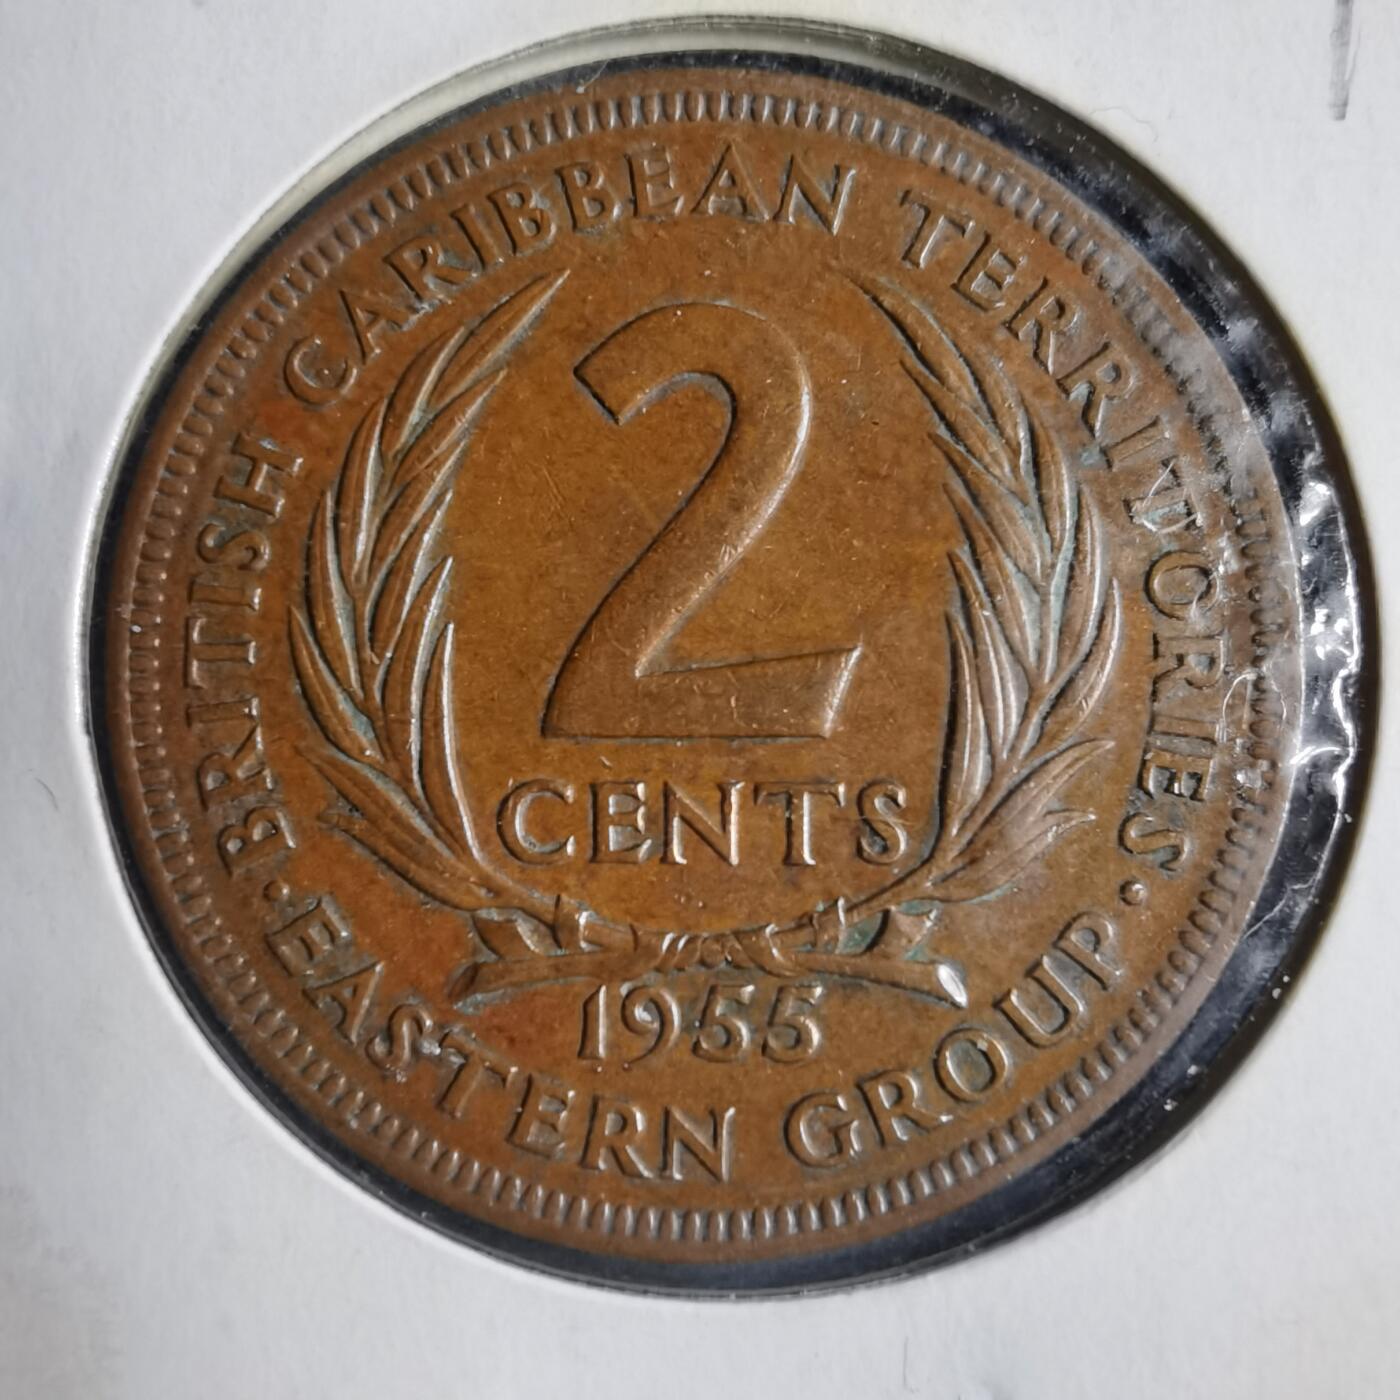 BRITISH CARIBBEAN TERRITORIES
2
CENTS
1955
· EASTERN GROUP ·